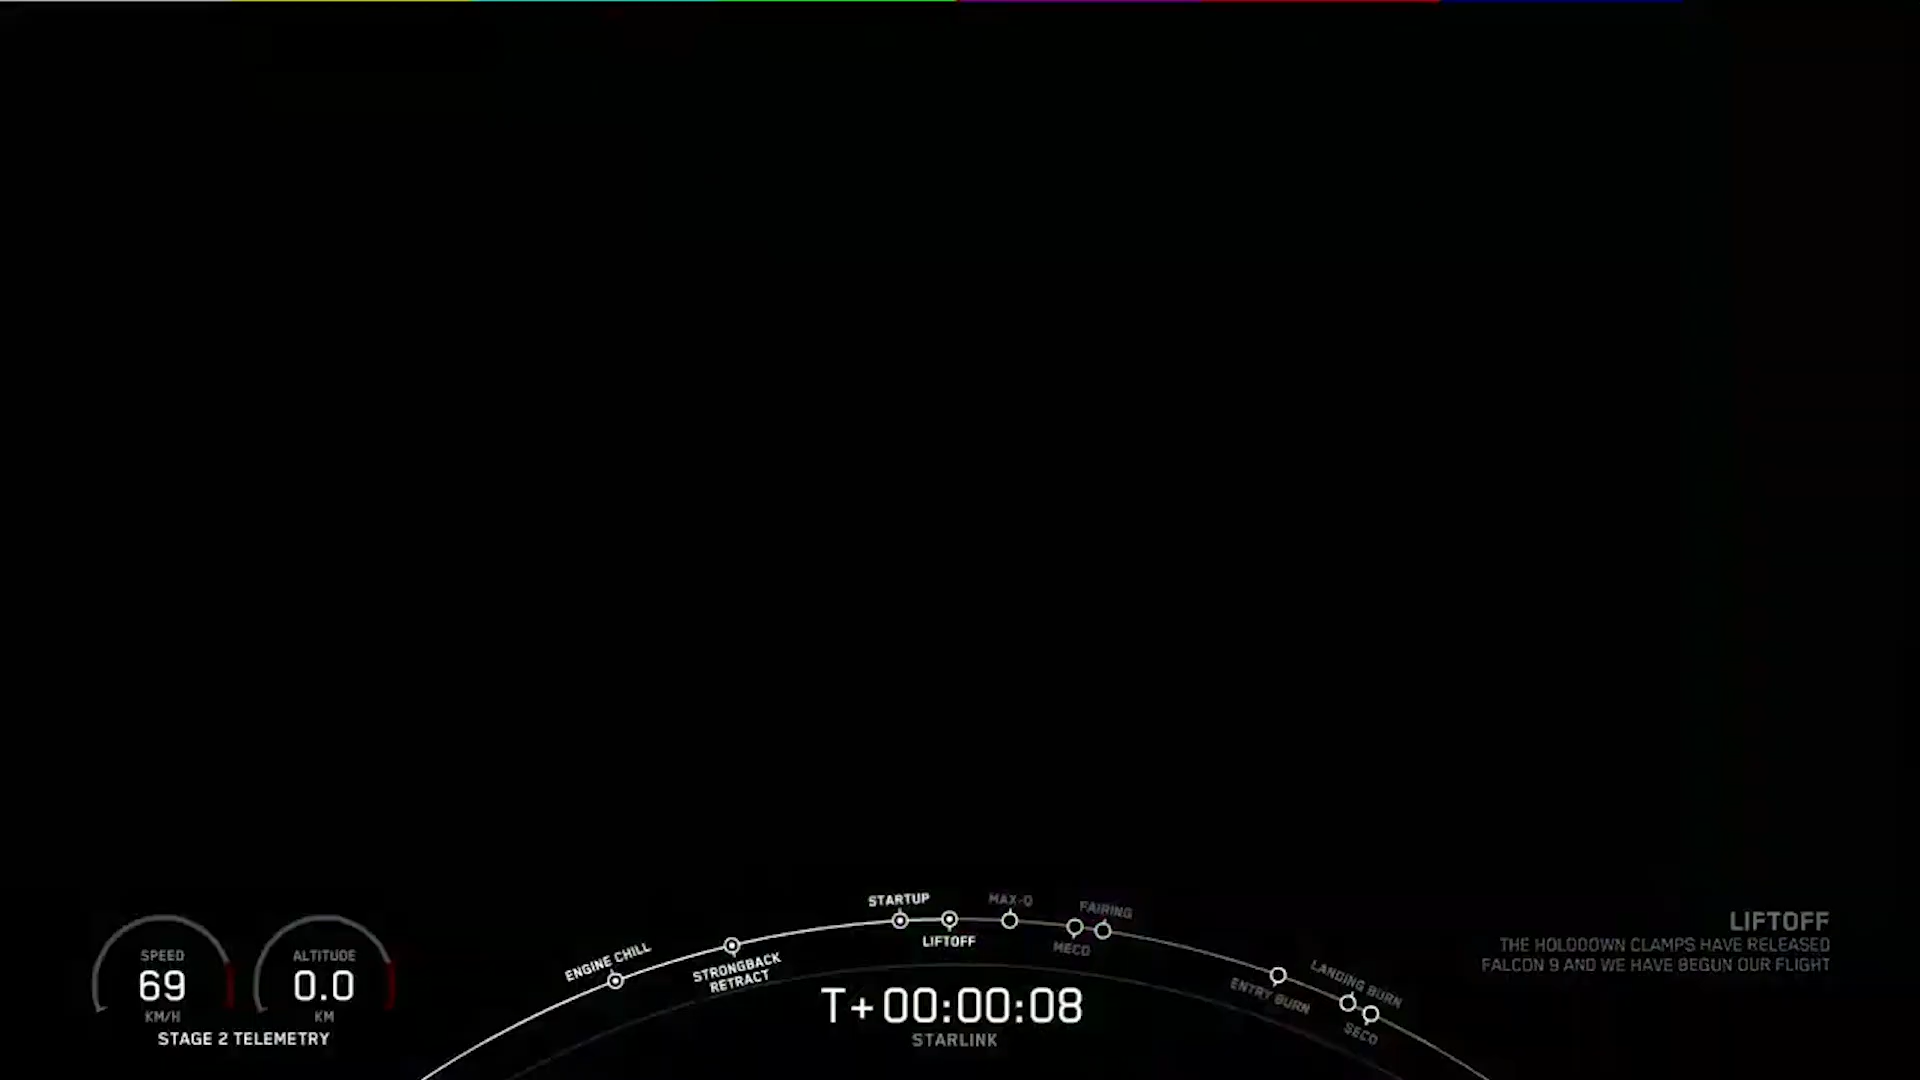 STARTUP
MAX-Q
FAIRING
LIFTOFF
MECO
ENGINE CHILL
STRONGBACK
RETRACT
LANDING BURN
ENTRY BURN
SECO
SPEED
69
KM/H
ALTITUDE
0.0
KM
STAGE 2 TELEMETRY
T+00:00:08
STARLINK
LIFTOFF
THE HOLDDOWN CLAMPS HAVE RELEASED
FALCON 9 AND WE HAVE BEGUN OUR FLIGHT